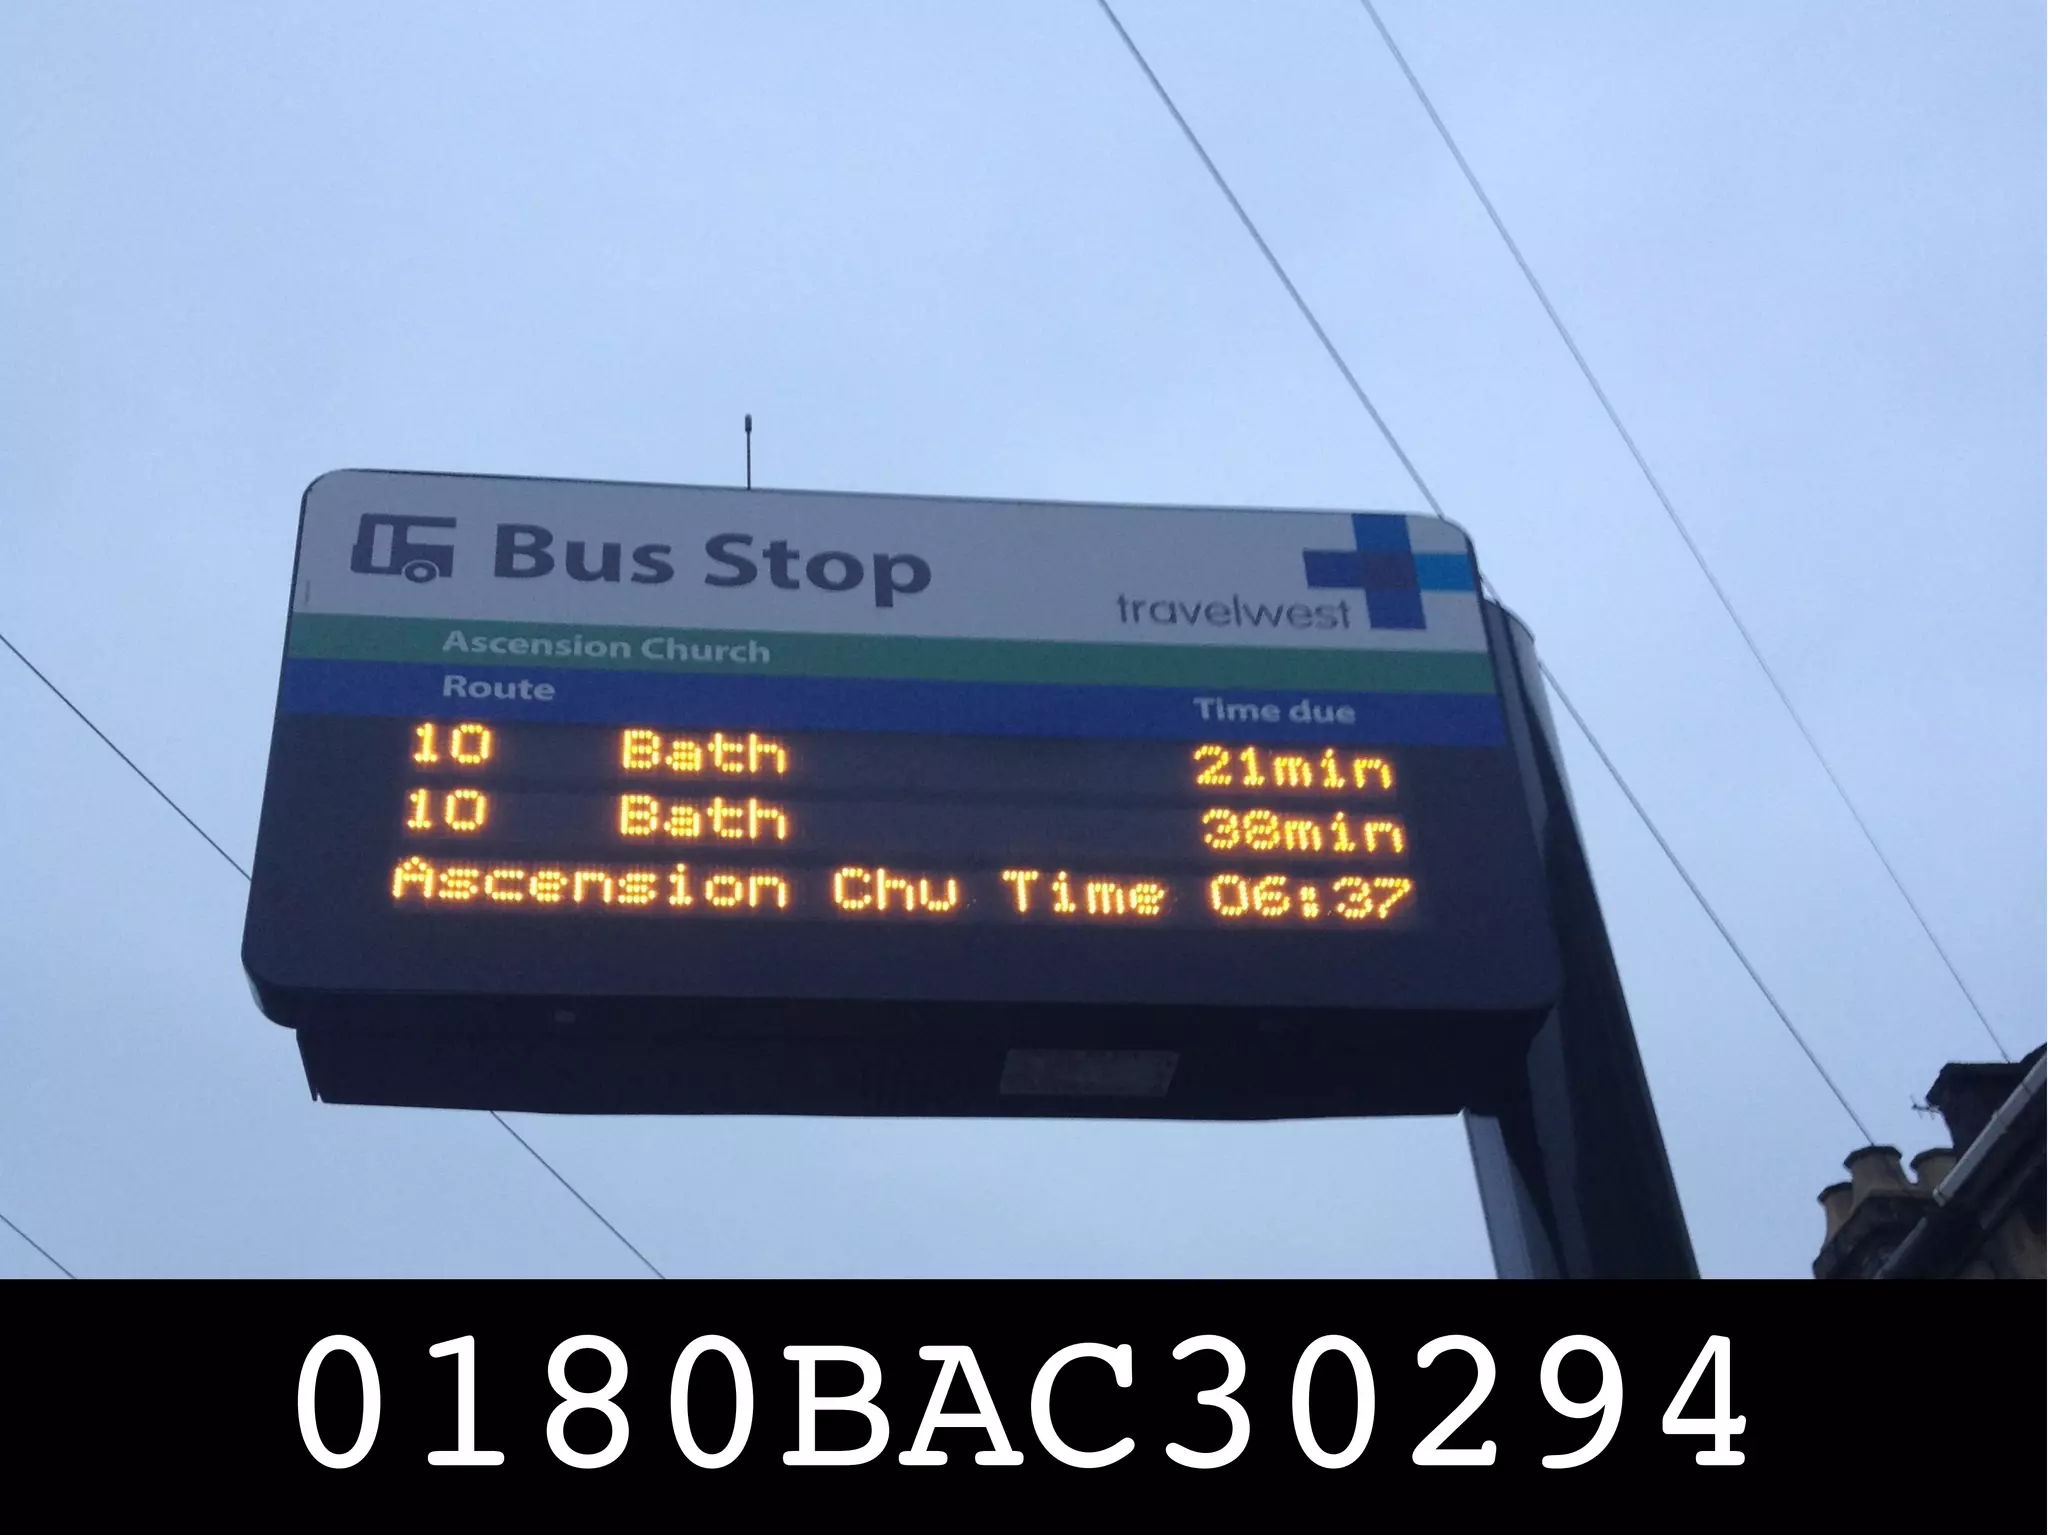 Bus Stop
travelwest
Ascension Church
Route Time due
10 Bath 21min
10 Bath 38min
Ascension Chu Time 06:37
0180BAC30294